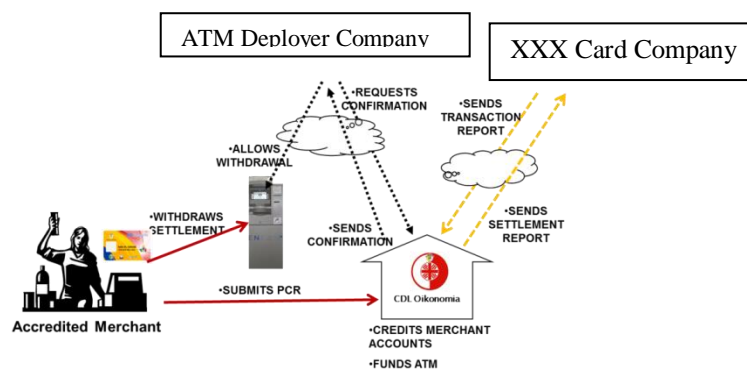 ATM Deployer Company
XXX Card Company
•REQUESTS
CONFIRMATION
•SENDS
TRANSACTION
REPORT
•ALLOWS
WITHDRAWAL
•WITHDRAWS
SETTLEMENT
•SENDS
CONFIRMATION
•SENDS
SETTLEMENT
REPORT
•SUBMITS PCR
CDL Oikonomia
Accredited Merchant
•CREDITS MERCHANT
ACCOUNTS
•FUNDS ATM